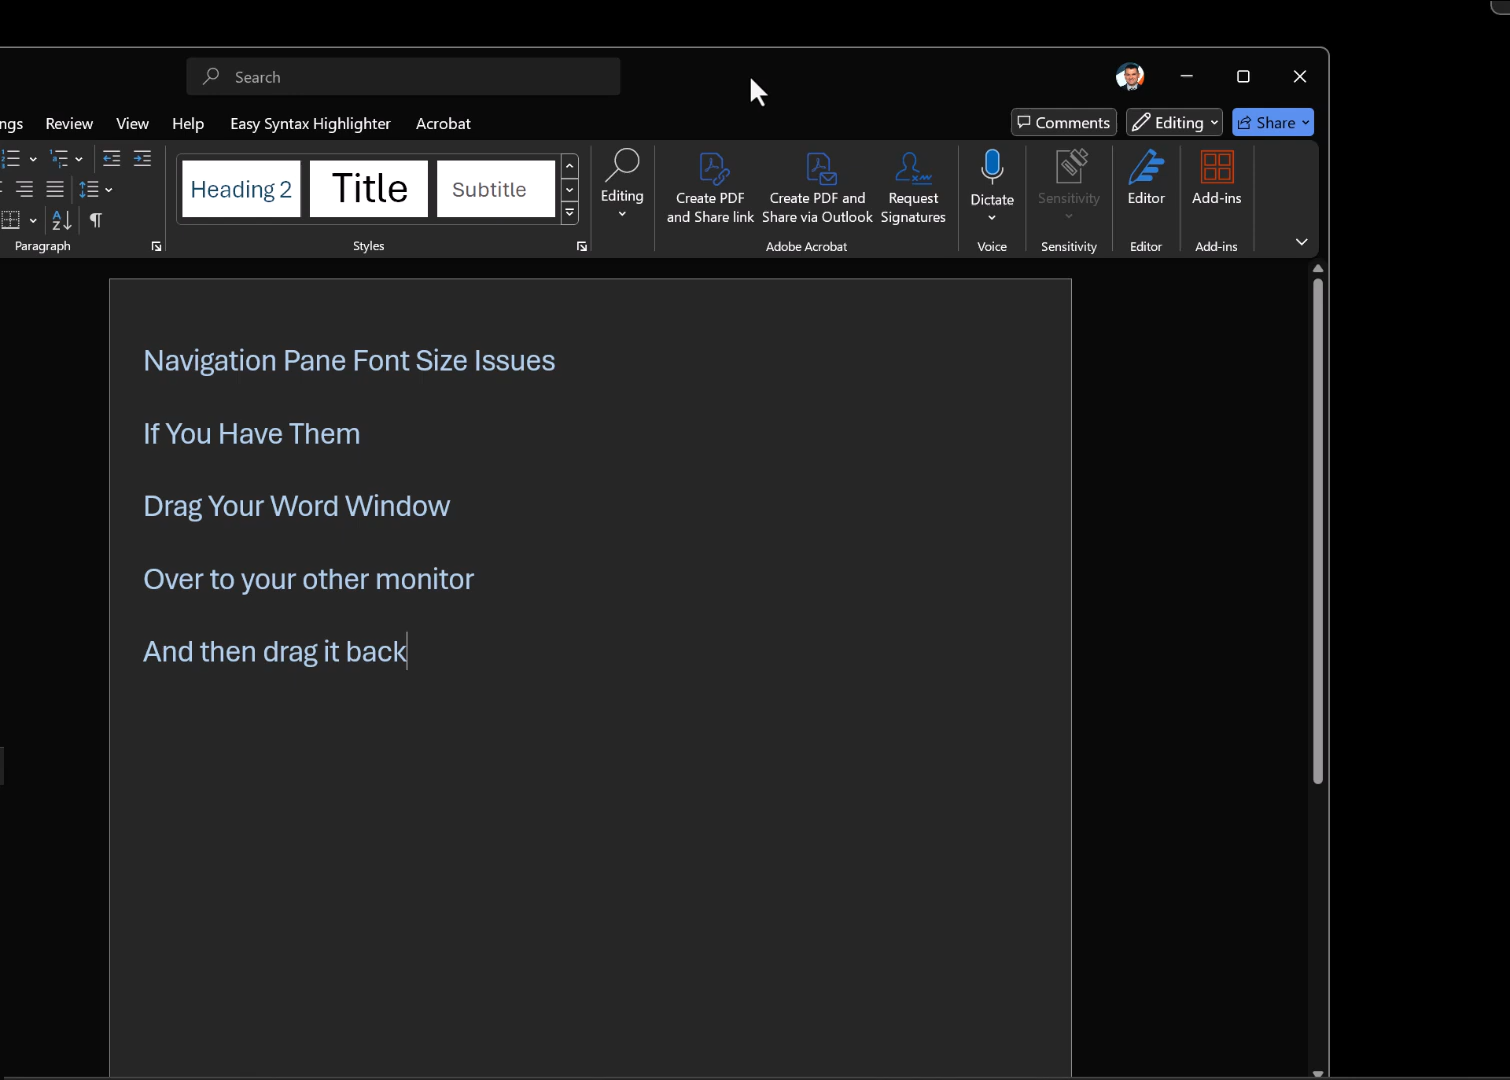 Search
ngs Review View Help Easy Syntax Highlighter Acrobat
Comments Editing Share
Heading 2 Title Subtitle
Editing
Create PDF
and Share link
Create PDF and
Share via Outlook
Request
Signatures
Dictate
Sensitivity
Editor
Add-ins
Paragraph Styles Adobe Acrobat Voice Sensitivity Editor Add-ins
Navigation Pane Font Size Issues
If You Have Them
Drag Your Word Window
Over to your other monitor
And then drag it back